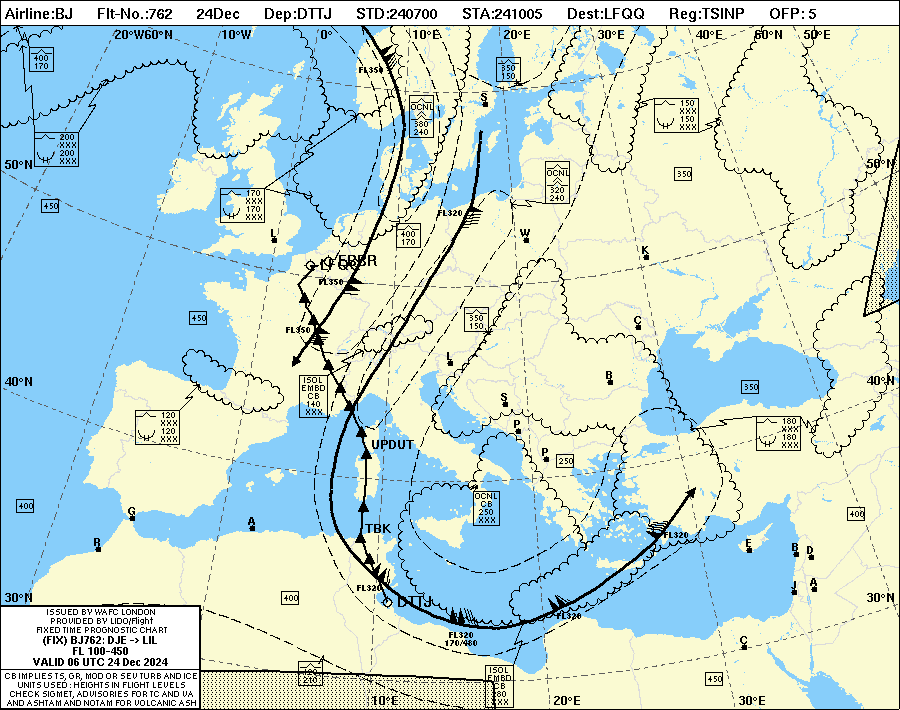 Airline:BJ Flt-No.:762 24Dec Dep:DTTJ STD:240700 STA:241005 Dest:LFQQ Reg:TSINP OFP: 5
20°W60°N 10°W 0° 10°E 20°E 30°E 40°E 60°N 50°E
400
170
FL350
350
150
S
OCNL
380
240
150
XXX
150
XXX
200
XXX
200
XXX
50°N
50°N
OCNL
320
240
350
170
XXX
170
XXX
450
FL320
L
400
170
W
K
EBBR
LFQQ
FL350
450
FL350
350
150
C
L
40°N
ISOL
EMBD
CB
140
XXX
B
350
40°N
S
120
XXX
120
XXX
P
180
XXX
180
XXX
UPDUT
P
250
400
OCNL
CB
250
XXX
G
A
TBK
400
R
FL320
E
B
D
FL320
J
A
30°N
400
DTTJ
30°N
FL320
FL320
170/480
C
ISSUED BY WAFC LONDON
PROVIDED BY LIDO/Flight
FIXED TIME PROGNOSTIC CHART
(FIX) BJ762: DJE -> LIL
FL 100-450
VALID 06 UTC 24 Dec 2024
CB IMPLIES TS, GR, MOD OR SEV TURB AND ICE
UNITS USED : HEIGHTS IN FLIGHT LEVELS
CHECK SIGMET, ADVISORIES FOR TC AND VA
AND ASHTAM AND NOTAM FOR VOLCANIC ASH
210
ISOL
EMBD
CB
XXX
450
10°E 20°E 30°E